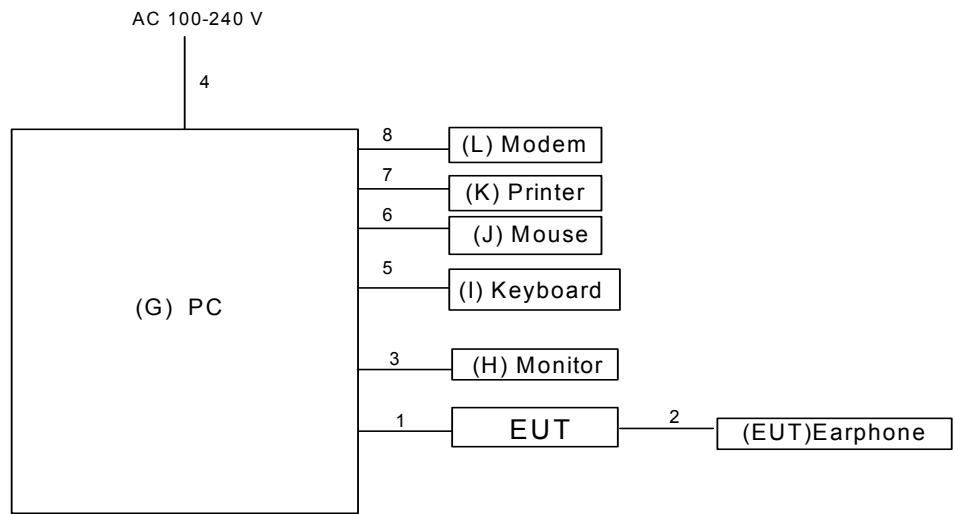 AC 100-240 V
4
8
(L) Modem
7
(K) Printer
6
(J) Mouse
5
(I) Keyboard
(G) PC
3
(H) Monitor
1
EUT
2
(EUT)Earphone